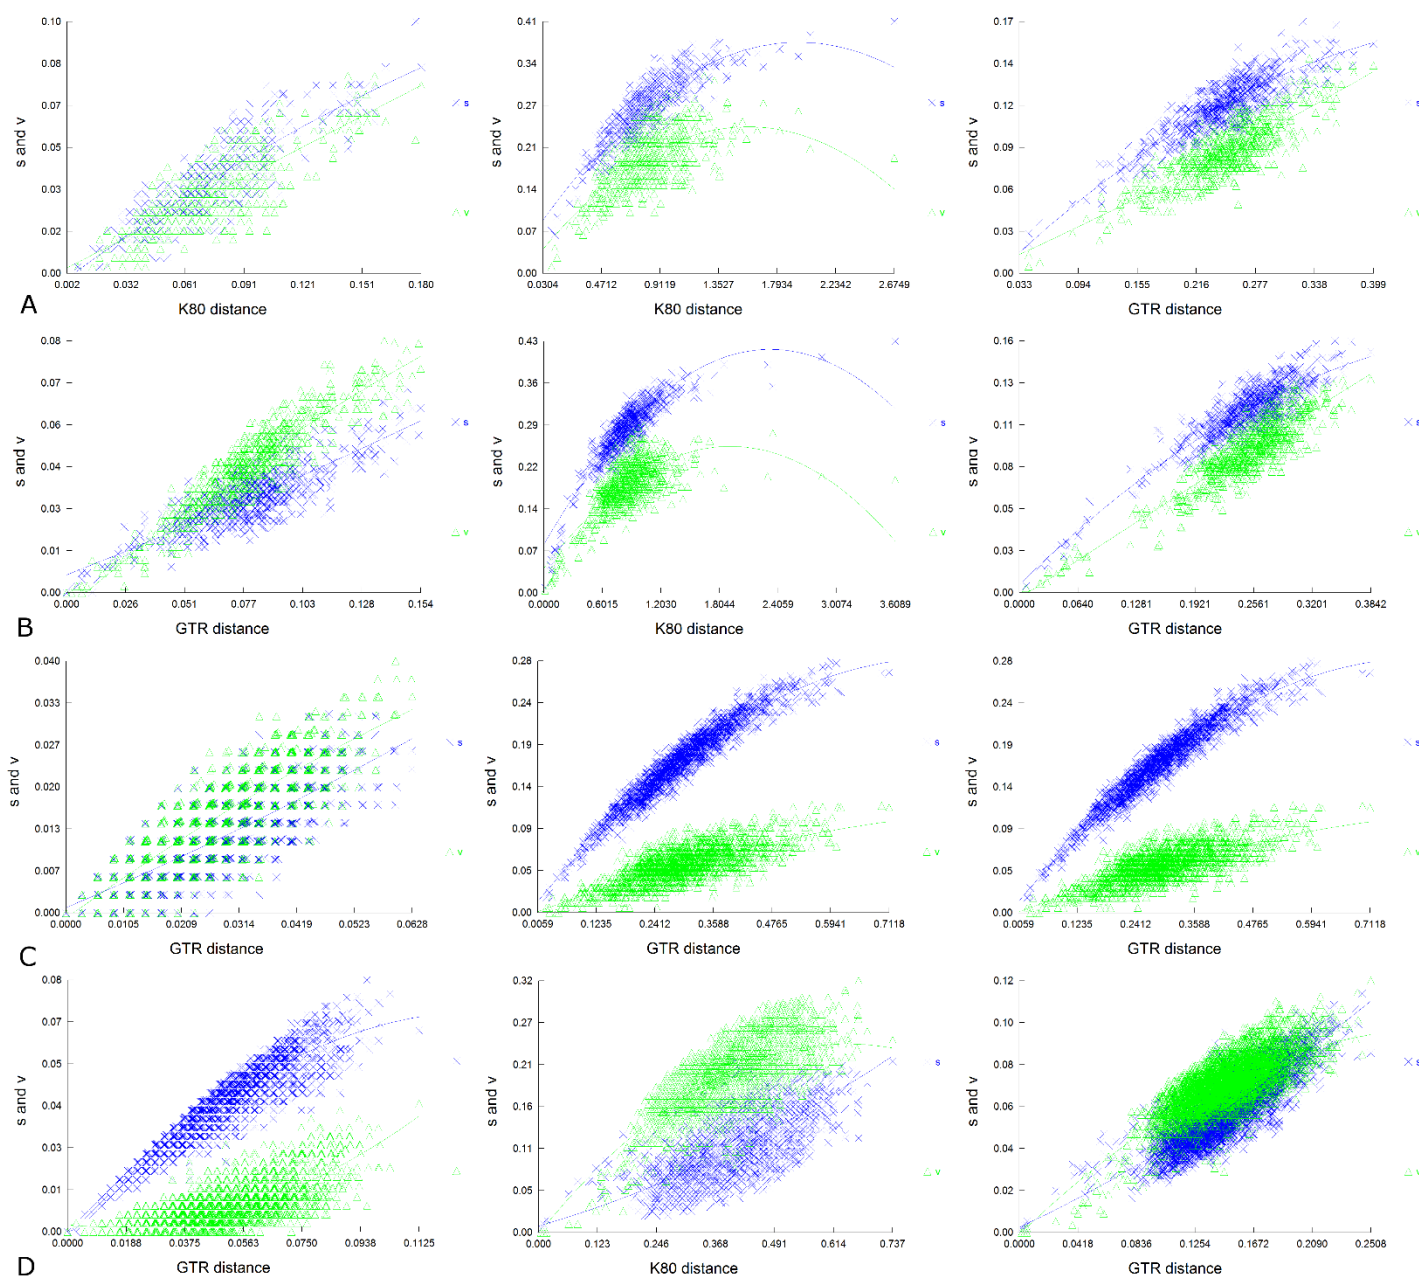 0.10
0.08
0.07
0.05
0.03
0.02
0.00
s and v
0.002 0.032 0.061 0.091 0.121 0.151 0.180
K80 distance
s
v
0.41
0.34
0.27
0.21
0.14
0.07
0.00
s and v
0.0304 0.4712 0.9119 1.3527 1.7934 2.2342 2.6749
K80 distance
s
v
0.17
0.14
0.12
0.09
0.06
0.03
0.00
s and v
0.033 0.094 0.155 0.216 0.277 0.338 0.399
GTR distance
s
v
A
0.08
0.07
0.06
0.04
0.03
0.01
0.00
s and v
0.000 0.026 0.051 0.077 0.103 0.128 0.154
GTR distance
s
v
0.43
0.36
0.29
0.22
0.14
0.07
0.00
s and v
0.0000 0.6015 1.2030 1.8044 2.4059 3.0074 3.6089
K80 distance
s
v
0.16
0.13
0.11
0.08
0.05
0.03
0.00
s and v
0.0000 0.0640 0.1281 0.1921 0.2561 0.3201 0.3842
GTR distance
s
v
B
0.040
0.033
0.027
0.020
0.013
0.007
0.000
s and v
0.0000 0.0105 0.0209 0.0314 0.0419 0.0523 0.0628
GTR distance
s
v
0.28
0.24
0.19
0.14
0.09
0.05
0.00
s and v
0.0059 0.1235 0.2412 0.3588 0.4765 0.5941 0.7118
GTR distance
s
v
0.28
0.24
0.19
0.14
0.09
0.05
0.00
s and v
0.0059 0.1235 0.2412 0.3588 0.4765 0.5941 0.7118
GTR distance
s
v
C
0.08
0.07
0.05
0.04
0.03
0.01
0.00
s and v
0.0000 0.0188 0.0375 0.0563 0.0750 0.0938 0.1125
GTR distance
0.32
0.27
0.21
0.16
0.11
0.05
0.00
s and v
0.000 0.123 0.246 0.368 0.491 0.614 0.737
K80 distance
s
v
0.12
0.10
0.08
0.06
0.04
0.02
0.00
s and v
0.0000 0.0418 0.0836 0.1254 0.1672 0.2090 0.2508
GTR distance
s
v
D